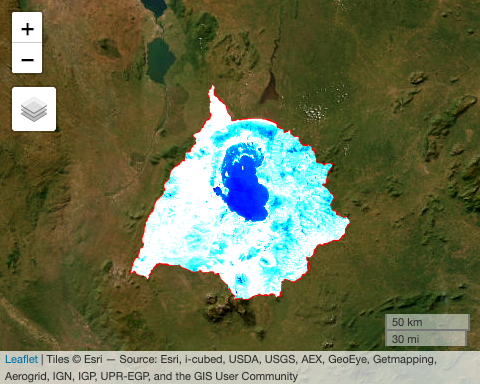 +
−
50 km
30 mi
Leaflet | Tiles © Esri — Source: Esri, i-cubed, USDA, USGS, AEX, GeoEye, Getmapping,
Aerogrid, IGN, IGP, UPR-EGP, and the GIS User Community